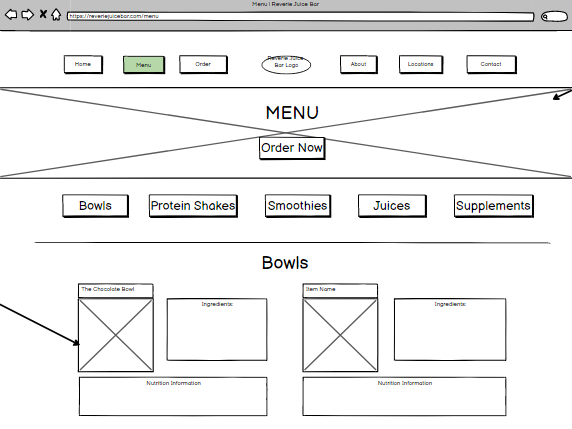 Menu | Reverie Juice Bar
https://reveriejuicebar.com/menu
Home
Menu
Order
Reverie Juice
Bar Logo
About
Locations
Contact
MENU
Order Now
Bowls
Protein Shakes
Smoothies
Juices
Supplements
Bowls
The Chocolate Bowl
Ingredients:
Item Name
Ingredients:
Nutrition Information
Nutrition Information